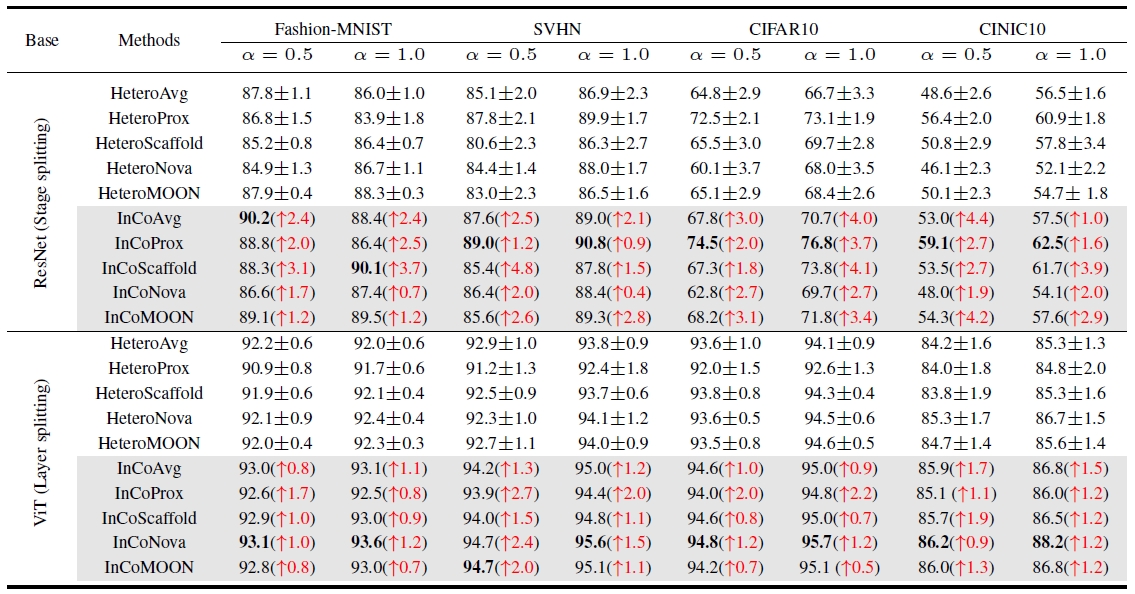 Base Methods Fashion-MNIST SVHN CIFAR10 CINIC10
α = 0.5 α = 1.0 α = 0.5 α = 1.0 α = 0.5 α = 1.0 α = 0.5 α = 1.0
ResNet (Stage splitting)
HeteroAvg 87.8±1.1 86.0±1.0 85.1±2.0 86.9±2.3 64.8±2.9 66.7±3.3 48.6±2.6 56.5±1.6
HeteroProx 86.8±1.5 83.9±1.8 87.8±2.1 89.9±1.7 72.5±2.1 73.1±1.9 56.4±2.0 60.9±1.8
HeteroScaffold 85.2±0.8 86.4±0.7 80.6±2.3 86.3±2.7 65.5±3.0 69.7±2.8 50.8±2.9 57.8±3.4
HeteroNova 84.9±1.3 86.7±1.1 84.4±1.4 88.0±1.7 60.1±3.7 68.0±3.5 46.1±2.3 52.1±2.2
HeteroMOON 87.9±0.4 88.3±0.3 83.0±2.3 86.5±1.6 65.1±2.9 68.4±2.6 50.1±2.3 54.7± 1.8
InCoAvg 90.2(↑2.4) 88.4(↑2.4) 87.6(↑2.5) 89.0(↑2.1) 67.8(↑3.0) 70.7(↑4.0) 53.0(↑4.4) 57.5(↑1.0)
InCoProx 88.8(↑2.0) 86.4(↑2.5) 89.0(↑1.2) 90.8(↑0.9) 74.5(↑2.0) 76.8(↑3.7) 59.1(↑2.7) 62.5(↑1.6)
InCoScaffold 88.3(↑3.1) 90.1(↑3.7) 85.4(↑4.8) 87.8(↑1.5) 67.3(↑1.8) 73.8(↑4.1) 53.5(↑2.7) 61.7(↑3.9)
InCoNova 86.6(↑1.7) 87.4(↑0.7) 86.4(↑2.0) 88.4(↑0.4) 62.8(↑2.7) 69.7(↑2.7) 48.0(↑1.9) 54.1(↑2.0)
InCoMOON 89.1(↑1.2) 89.5(↑1.2) 85.6(↑2.6) 89.3(↑2.8) 68.2(↑3.1) 71.8(↑3.4) 54.3(↑4.2) 57.6(↑2.9)
ViT (Layer splitting)
HeteroAvg 92.2±0.6 92.0±0.6 92.9±1.0 93.8±0.9 93.6±1.0 94.1±0.9 84.2±1.6 85.3±1.3
HeteroProx 90.9±0.8 91.7±0.6 91.2±1.3 92.4±1.8 92.0±1.5 92.6±1.3 84.0±1.8 84.8±2.0
HeteroScaffold 91.9±0.6 92.1±0.4 92.5±0.9 93.7±0.6 93.8±0.8 94.3±0.4 83.8±1.9 85.3±1.6
HeteroNova 92.1±0.9 92.4±0.4 92.3±1.0 94.1±1.2 93.6±0.5 94.5±0.6 85.3±1.7 86.7±1.5
HeteroMOON 92.0±0.4 92.3±0.3 92.7±1.1 94.0±0.9 93.5±0.8 94.6±0.5 84.7±1.4 85.6±1.4
InCoAvg 93.0(↑0.8) 93.1(↑1.1) 94.2(↑1.3) 95.0(↑1.2) 94.6(↑1.0) 95.0(↑0.9) 85.9(↑1.7) 86.8(↑1.5)
InCoProx 92.6(↑1.7) 92.5(↑0.8) 93.9(↑2.7) 94.4(↑2.0) 94.0(↑2.0) 94.8(↑2.2) 85.1 (↑1.1) 86.0(↑1.2)
InCoScaffold 92.9(↑1.0) 93.0(↑0.9) 94.0(↑1.5) 94.8(↑1.1) 94.6(↑0.8) 95.0(↑0.7) 85.7(↑1.9) 86.5(↑1.2)
InCoNova 93.1(↑1.0) 93.6(↑1.2) 94.7(↑2.4) 95.6(↑1.5) 94.8(↑1.2) 95.7(↑1.2) 86.2(↑0.9) 88.2(↑1.2)
InCoMOON 92.8(↑0.8) 93.0(↑0.7) 94.7(↑2.0) 95.1(↑1.1) 94.2(↑0.7) 95.1 (↑0.5) 86.0(↑1.3) 86.8(↑1.2)